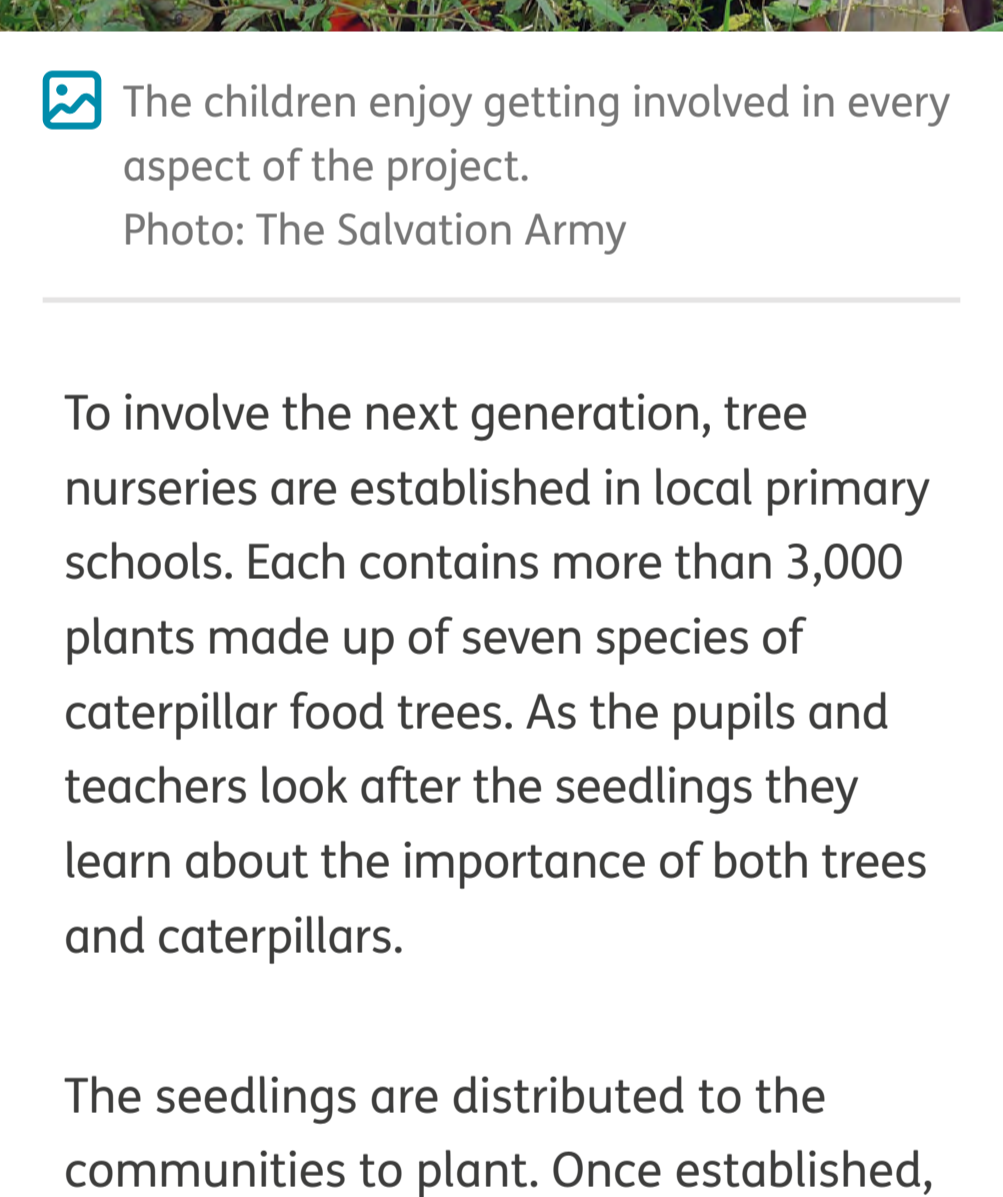 The children enjoy getting involved in every
aspect of the project.
Photo: The Salvation Army
To involve the next generation, tree
nurseries are established in local primary
schools. Each contains more than 3,000
plants made up of seven species of
caterpillar food trees. As the pupils and
teachers look after the seedlings they
learn about the importance of both trees
and caterpillars.
The seedlings are distributed to the
communities to plant. Once established,